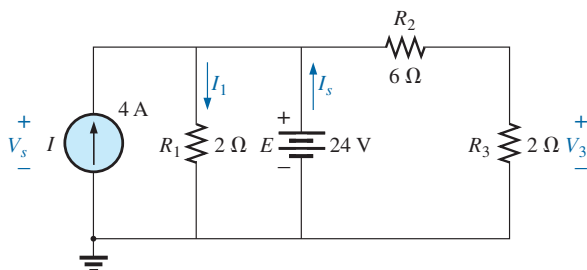 R2
6 Ω
4 A
I1
Is
+
Vs
−
I
R1
2 Ω
E
+
−
24 V
R3
2 Ω
+
V3
−